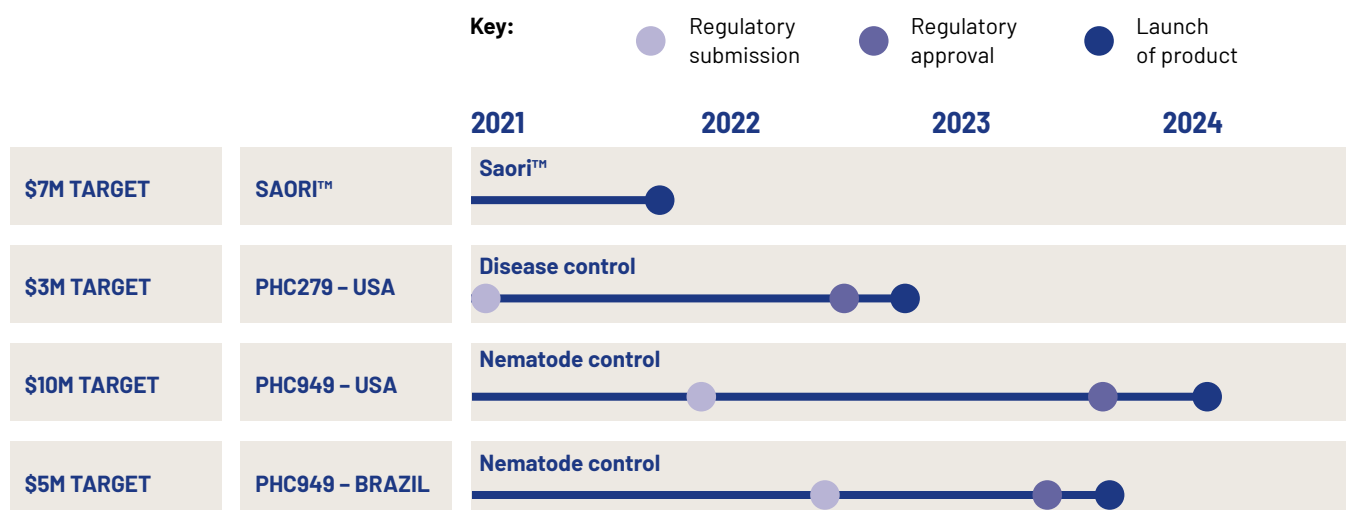 Key:
Regulatory
submission
Regulatory
approval
Launch
of product
2021 2022 2023 2024
$7M TARGET
SAORI™
Saori™
$3M TARGET
PHC279 – USA
Disease control
$10M TARGET
PHC949 – USA
Nematode control
$5M TARGET
PHC949 – BRAZIL
Nematode control